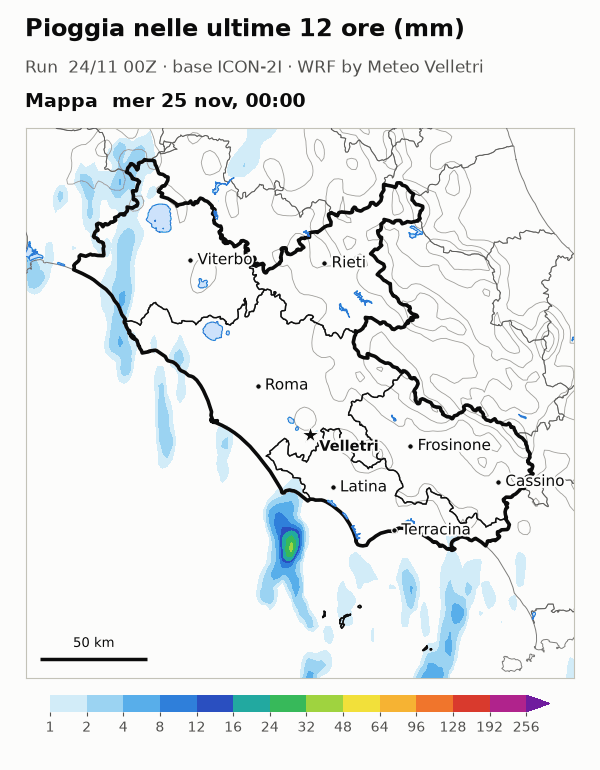 Pioggia nelle ultime 12 ore (mm)
Run 24/11 00Z · base ICON-2I · WRF by Meteo Velletri
Mappa mer 25 nov, 00:00
Viterbo
Rieti
Roma
Velletri
Frosinone
Cassino
Latina
Terracina
50 km
1 2 4 8 12 16 24 32 48 64 96 128 192 256